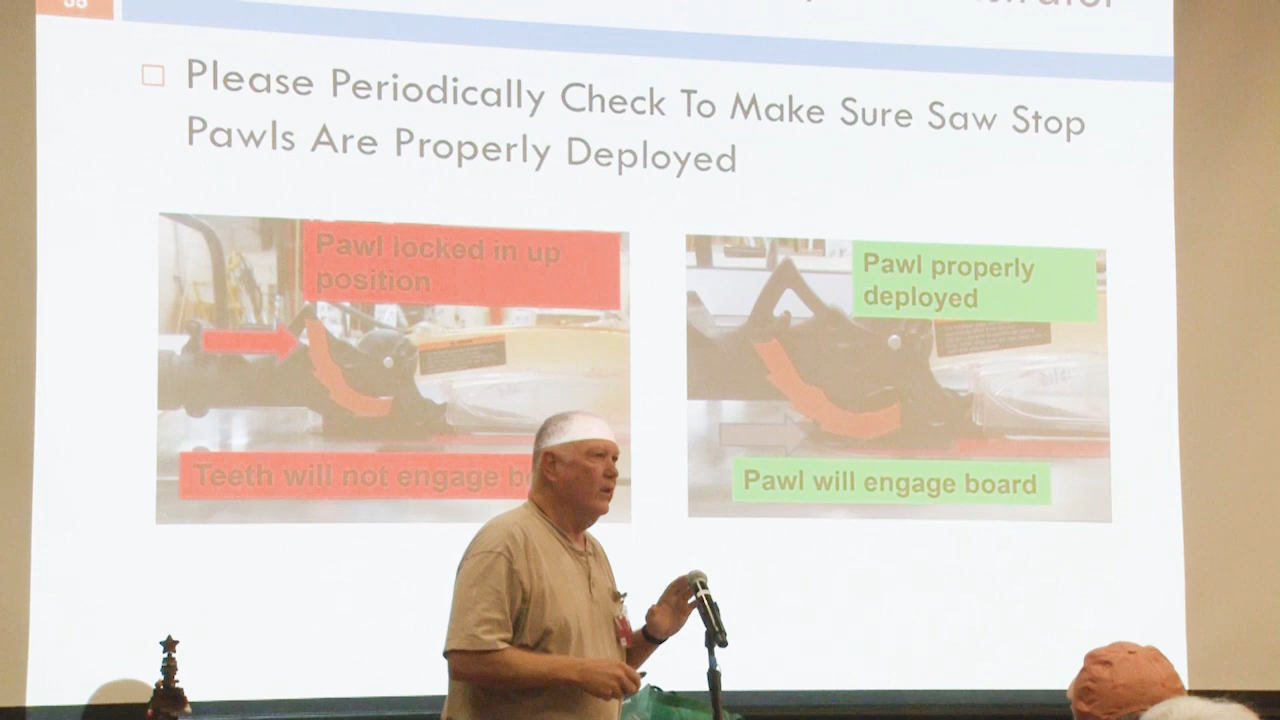 35
Please Periodically Check To Make Sure Saw Stop
Pawls Are Properly Deployed
Pawl locked in up
position
Teeth will not engage
Pawl properly
deployed
Pawl will engage board